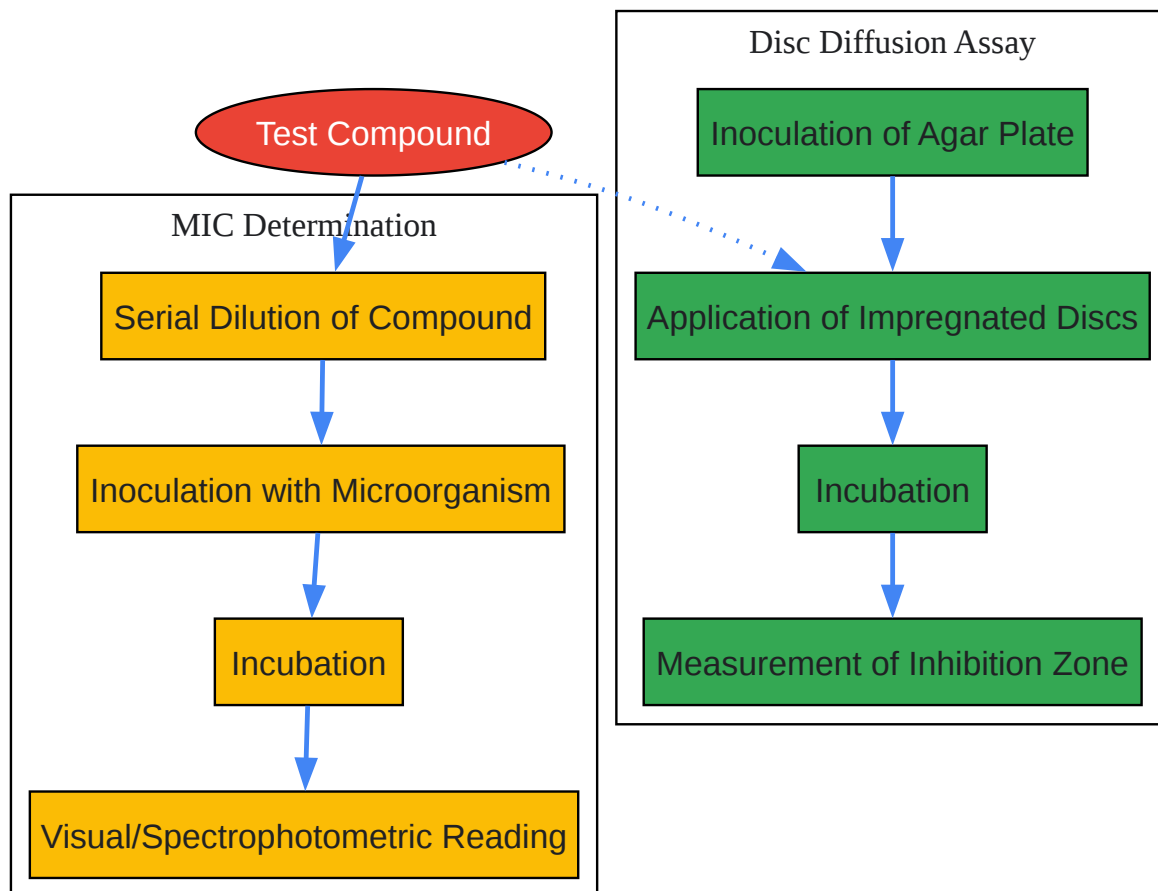 Test Compound
MIC Determination
Serial Dilution of Compound
Inoculation with Microorganism
Incubation
Visual/Spectrophotometric Reading
Disc Diffusion Assay
Inoculation of Agar Plate
Application of Impregnated Discs
Incubation
Measurement of Inhibition Zone